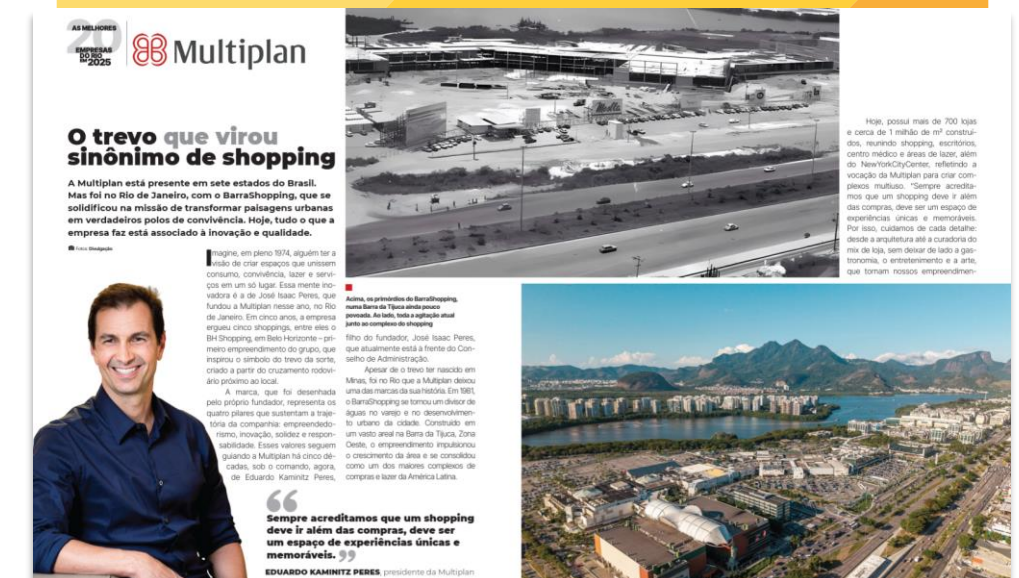 AS MELHORES
20
EMPRESAS
DO RIO
EM 2025
Multiplan
O trevo que virou
sinônimo de shopping
A Multiplan está presente em sete estados do Brasil.
Mas foi no Rio de Janeiro, com o BarraShopping, que se
solidificou na missão de transformar paisagens urbanas
em verdadeiros polos de convivência. Hoje, tudo o que a
empresa faz está associado à inovação e qualidade.
Fotos: Divulgação
Imagine, em pleno 1974, alguém ter a
visão de criar espaços que unissem
consumo, convivência, lazer e servi-
ços em um só lugar. Essa mente ino-
vadora é a de José Isaac Peres, que
fundou a Multiplan nesse ano, no Rio
de Janeiro. Em cinco anos, a empresa
ergueu cinco shoppings, entre eles o
BH Shopping, em Belo Horizonte – pri-
meiro empreendimento do grupo, que
inspirou o símbolo do trevo da sorte,
criado a partir do cruzamento rodovi-
ário próximo ao local.
A marca, que foi desenhada
pelo próprio fundador, representa os
quatro pilares que sustentam a traje-
tória da companhia: empreendedo-
rismo, inovação, solidez e respon-
sabilidade. Esses valores seguem
guiando a Multiplan há cinco dé-
cadas, sob o comando, agora,
de Eduardo Kaminitz Peres,
Acima, os primórdios do BarraShopping,
numa Barra da Tijuca ainda pouco
povoada. Ao lado, toda a agitação atual
junto ao complexo do shopping
filho do fundador, José Isaac Peres,
que atualmente está à frente do Con-
selho de Administração.
Apesar de o trevo ter nascido em
Minas, foi no Rio que a Multiplan deixou
uma das marcas da sua história. Em 1981,
o BarraShopping se tornou um divisor de
águas no varejo e no desenvolvimen-
to urbano da cidade. Construído em
um vasto areal na Barra da Tijuca, Zona
Oeste, o empreendimento impulsionou
o crescimento da área e se consolidou
como um dos maiores complexos de
compras e lazer da América Latina.
“
Sempre acreditamos que um shopping
deve ir além das compras, deve ser
um espaço de experiências únicas e
memoráveis. ”
EDUARDO KAMINITZ PERES, presidente da Multiplan
Hoje, possui mais de 700 lojas
e cerca de 1 milhão de m² construí-
dos, reunindo shopping, escritórios,
centro médico e áreas de lazer, além
do NewYorkCityCenter, refletindo a
vocação da Multiplan para criar com-
plexos multiuso. “Sempre acredita-
mos que um shopping deve ir além
das compras, deve ser um espaço de
experiências únicas e memoráveis.
Por isso, cuidamos de cada detalhe:
desde a arquitetura até a curadoria do
mix de loja, sem deixar de lado a gas-
tronomia, o entretenimento e a arte,
que tornam nossos empreendimen-